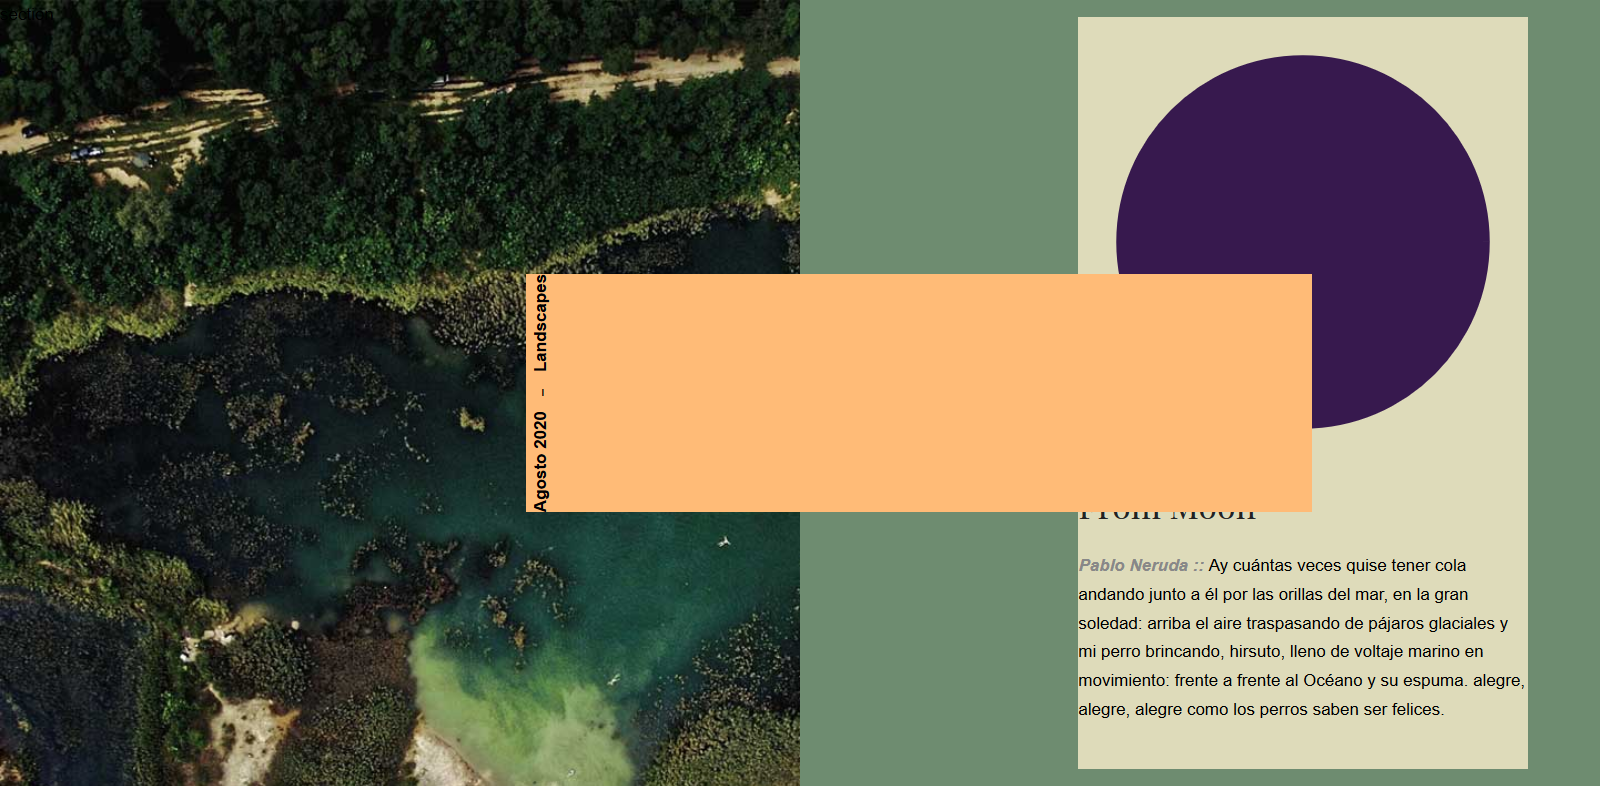 section
Agosto 2020 – Landscapes
From Moon
Pablo Neruda :: Ay cuántas veces quise tener cola
andando junto a él por las orillas del mar, en la gran
soledad: arriba el aire traspasando de pájaros glaciales y
mi perro brincando, hirsuto, lleno de voltaje marino en
movimiento: frente a frente al Océano y su espuma. alegre,
alegre, alegre como los perros saben ser felices.